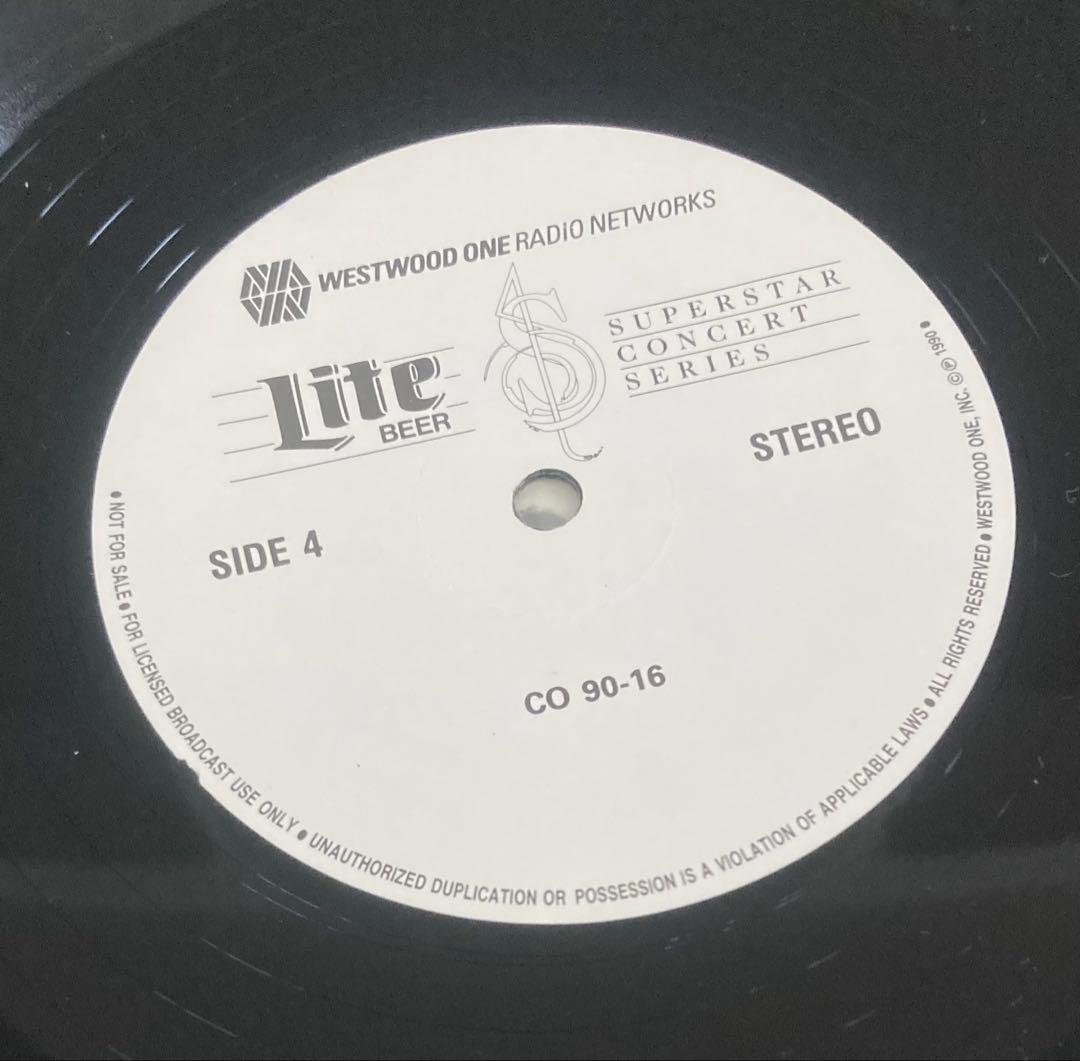 WESTWOOD ONE RADIO NETWORKS
Lite
BEER
SUPERSTAR
CONCERT
SERIES
STEREO
SIDE 4
CO 90-16
• NOT FOR SALE • FOR LICENSED BROADCAST USE ONLY • UNAUTHORIZED DUPLICATION OR POSSESSION IS A VIOLATION OF APPLICABLE LAWS • ALL RIGHTS RESERVED • WESTWOOD ONE, INC. © ℗ 1990 •